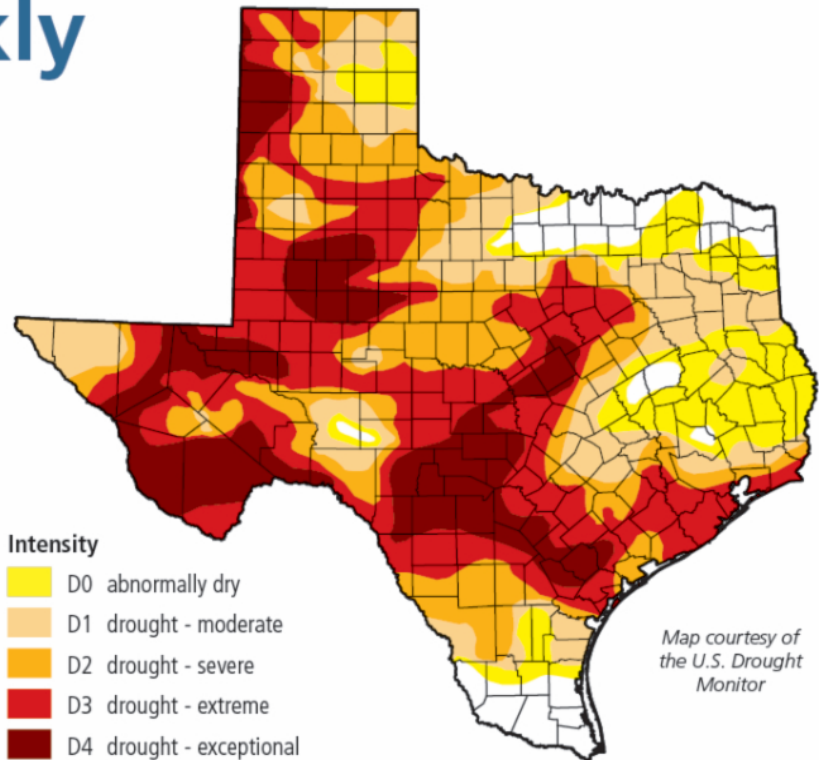 kly
Intensity
D0 abnormally dry
D1 drought - moderate
D2 drought - severe
D3 drought - extreme
D4 drought - exceptional
Map courtesy of
the U.S. Drought
Monitor